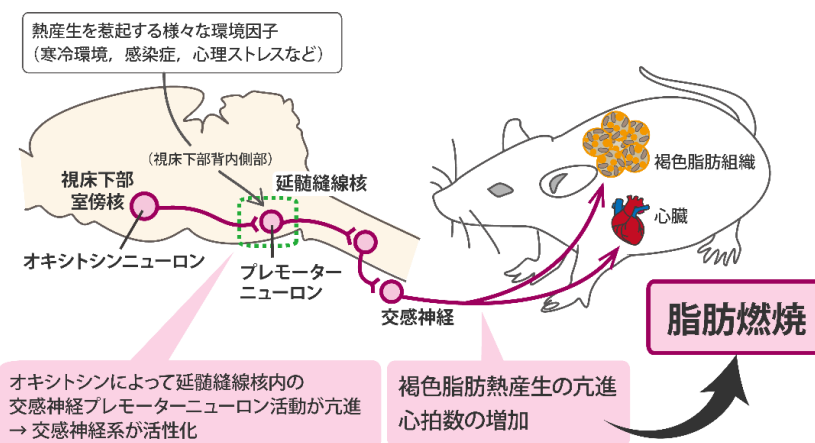 熱産生を惹起する様々な環境因子
（寒冷環境，感染症，心理ストレスなど）
（視床下部背内側部）
視床下部
室傍核
延髄縫線核
オキシトシンニューロン
プレモーター
ニューロン
交感神経
褐色脂肪組織
心臓
脂肪燃焼
オキシトシンによって延髄縫線核内の
交感神経プレモーターニューロン活動が亢進
→ 交感神経系が活性化
褐色脂肪熱産生の亢進
心拍数の増加